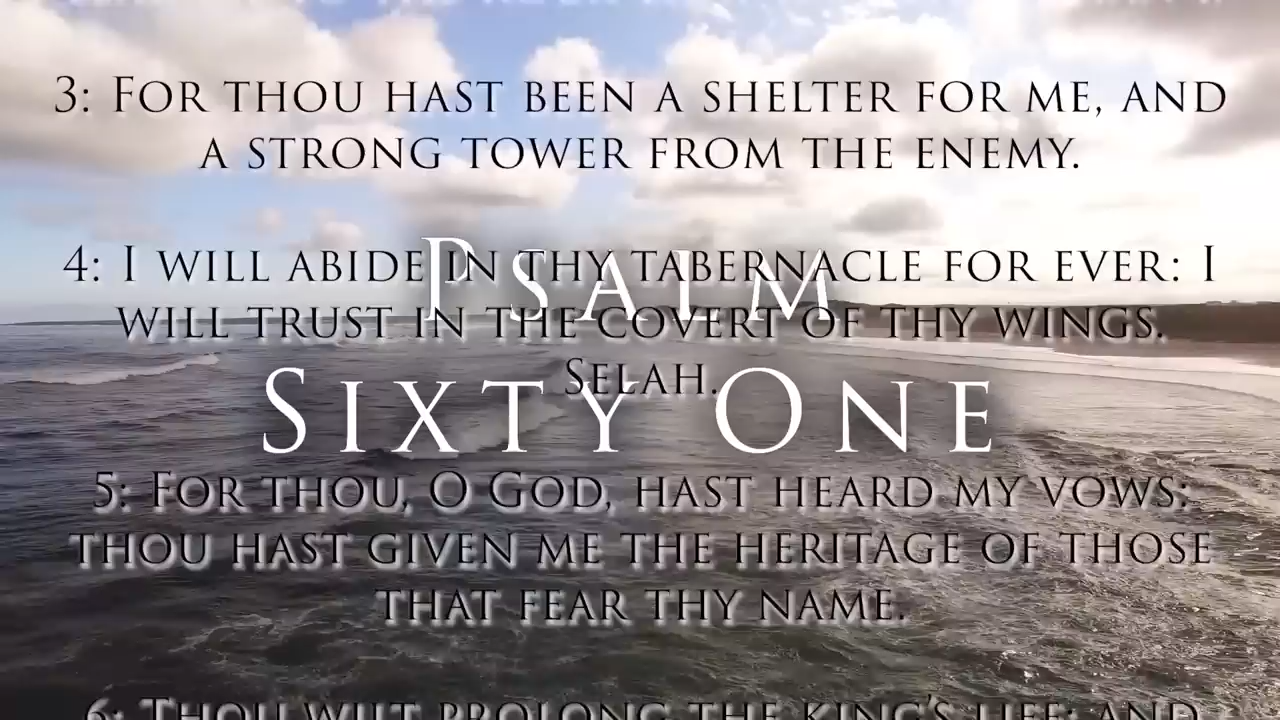 3: For thou hast been a shelter for me, and
a strong tower from the enemy.
4: I will abide in thy tabernacle for ever: I
will trust in the covert of thy wings.
Selah.
Psalm
Sixty One
5: For thou, O God, hast heard my vows:
thou hast given me the heritage of those
that fear thy name.
6: Thou wilt prolong the king's life: and